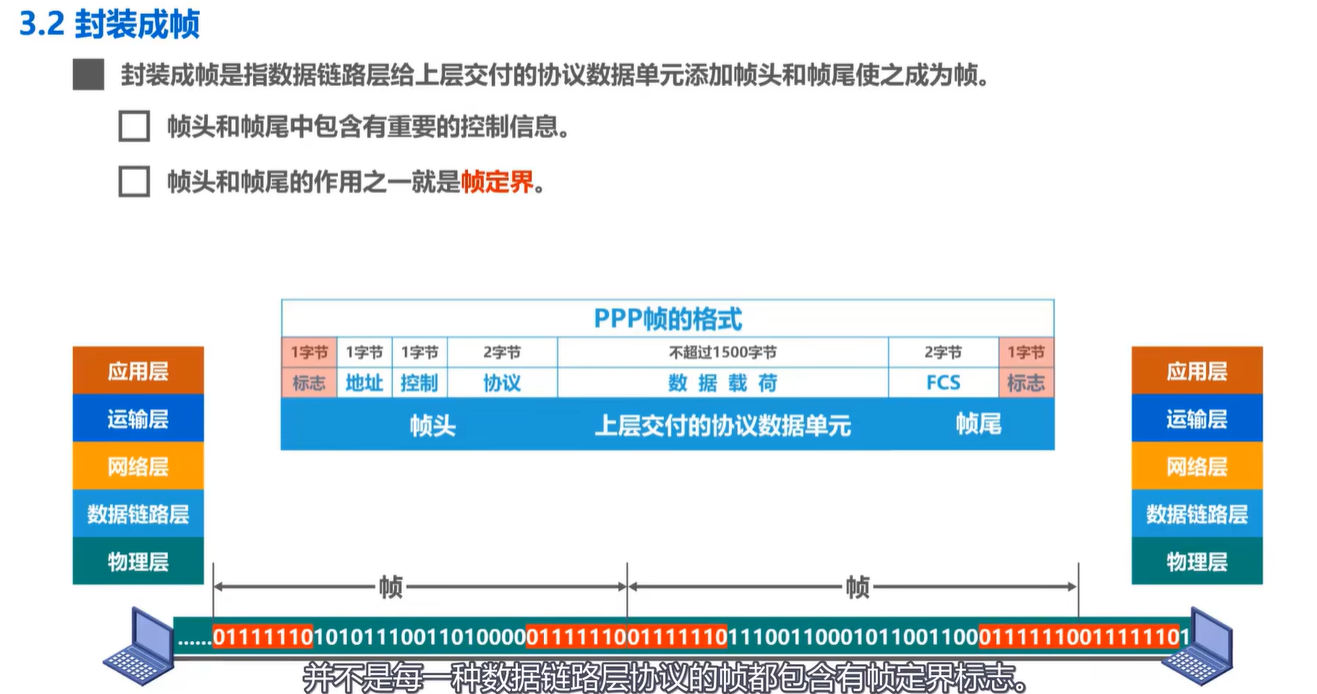 3.2 封装成帧
封装成帧是指数据链路层给上层交付的协议数据单元添加帧头和帧尾使之成为帧。
帧头和帧尾中包含有重要的控制信息。
帧头和帧尾的作用之一就是帧定界。
PPP帧的格式
1字节 1字节 1字节 2字节 不超过1500字节 2字节 1字节
标志 地址 控制 协议 数据载荷 FCS 标志
帧头 上层交付的协议数据单元 帧尾
应用层
运输层
网络层
数据链路层
物理层
应用层
运输层
网络层
数据链路层
物理层
帧 帧
......01111110101011100110100000111111001111110111001100010110011000111111001111101
并不是每一种数据链路层协议的帧都包含有帧定界标志。